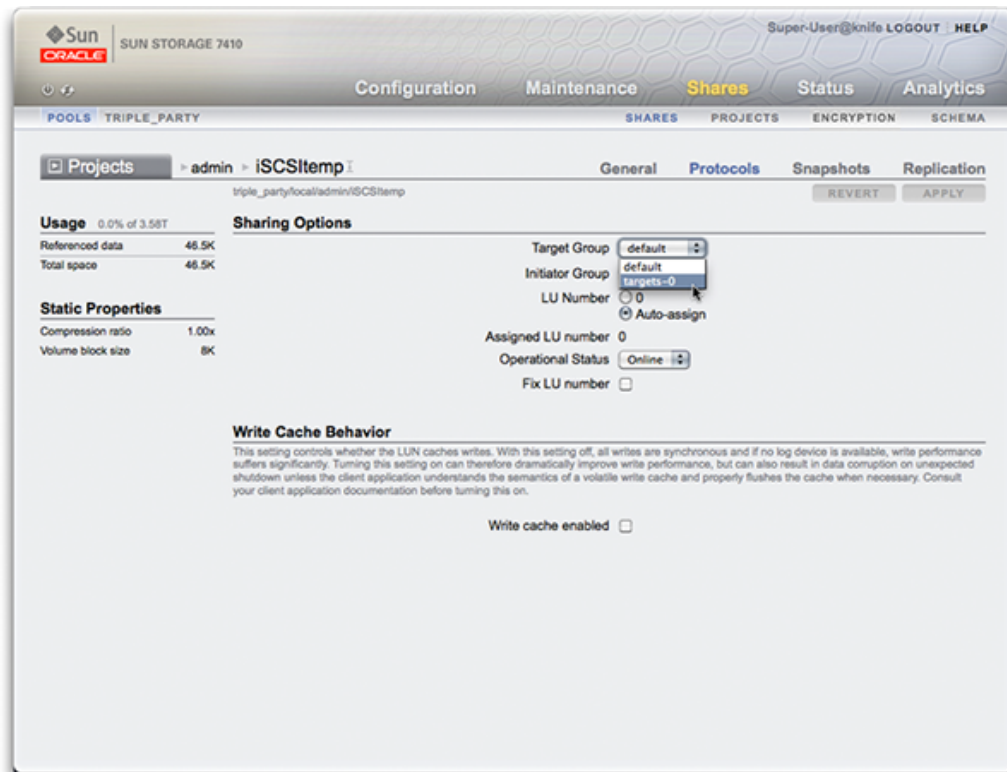 Sun
ORACLE
SUN STORAGE 7410
Super-User@knife LOGOUT HELP
Configuration Maintenance Shares Status Analytics
POOLS TRIPLE_PARTY SHARES PROJECTS ENCRYPTION SCHEMA
Projects admin iSCSItemp General Protocols Snapshots Replication
triple_party/local/admin/iSCSItemp REVERT APPLY
Usage 0.0% of 3.58T
Referenced data 46.5K
Total space 46.5K
Static Properties
Compression ratio 1.00x
Volume block size 8K
Sharing Options
Target Group default
default
targets-0
Initiator Group
LU Number 0
Auto-assign
Assigned LU number 0
Operational Status Online
Fix LU number
Write Cache Behavior
This setting controls whether the LUN caches writes. With this setting off, all writes are synchronous and if no log device is available, write performance
suffers significantly. Turning this setting on can therefore dramatically improve write performance, but can also result in data corruption on unexpected
shutdown unless the client application understands the semantics of a volatile write cache and properly flushes the cache when necessary. Consult
your client application documentation before turning this on.
Write cache enabled